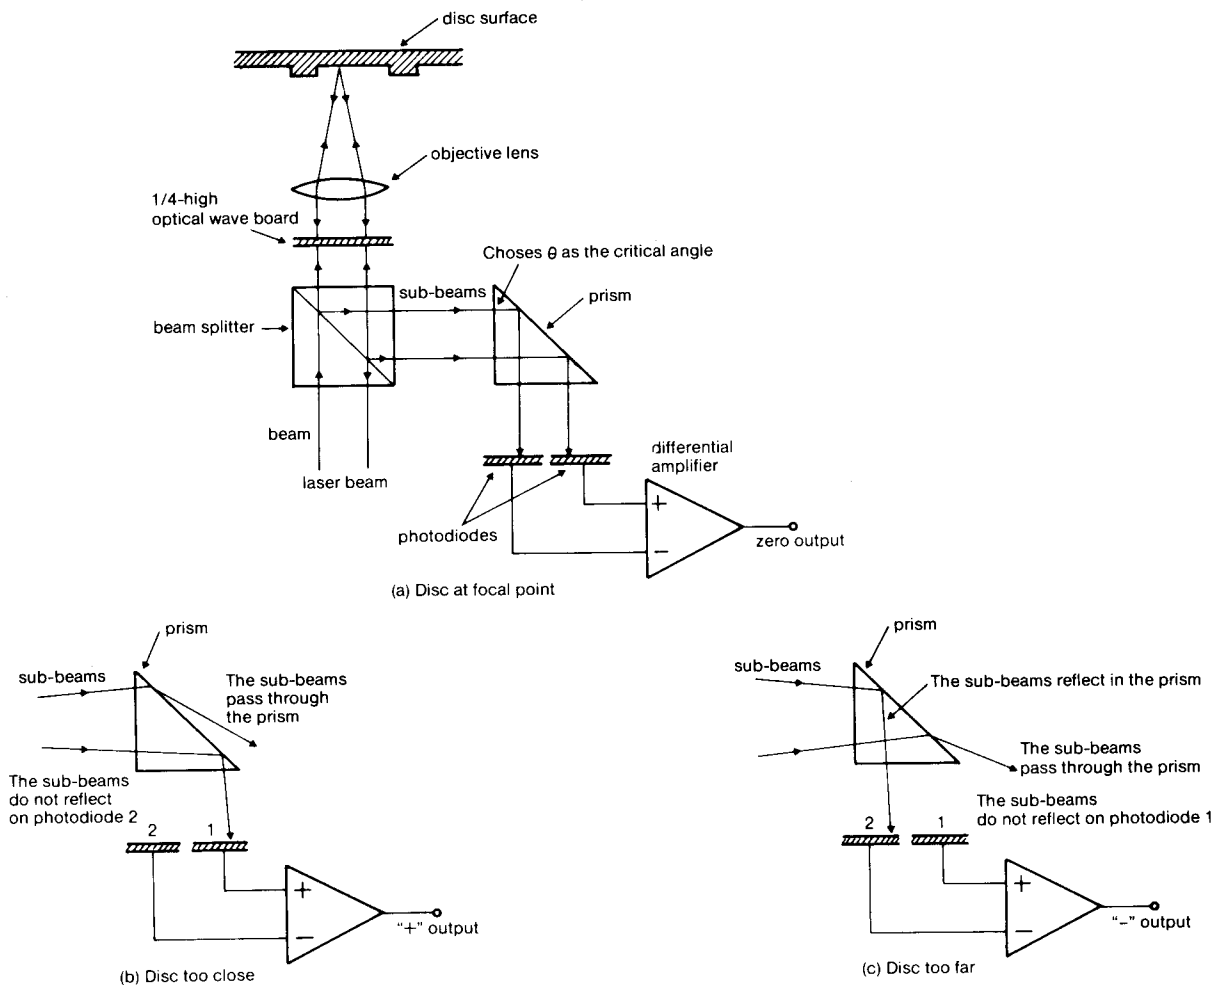 disc surface
objective lens
1/4-high
optical wave board
Choses θ as the critical angle
sub-beams
prism
beam splitter
beam
laser beam
differential
amplifier
+
−
photodiodes
zero output
(a) Disc at focal point
prism
sub-beams
The sub-beams
pass through
the prism
The sub-beams
do not reflect
on photodiode 2
2
1
+
−
"+" output
(b) Disc too close
prism
sub-beams
The sub-beams reflect in the prism
The sub-beams
pass through the prism
The sub-beams
do not reflect on photodiode 1
2
1
+
−
"−" output
(c) Disc too far